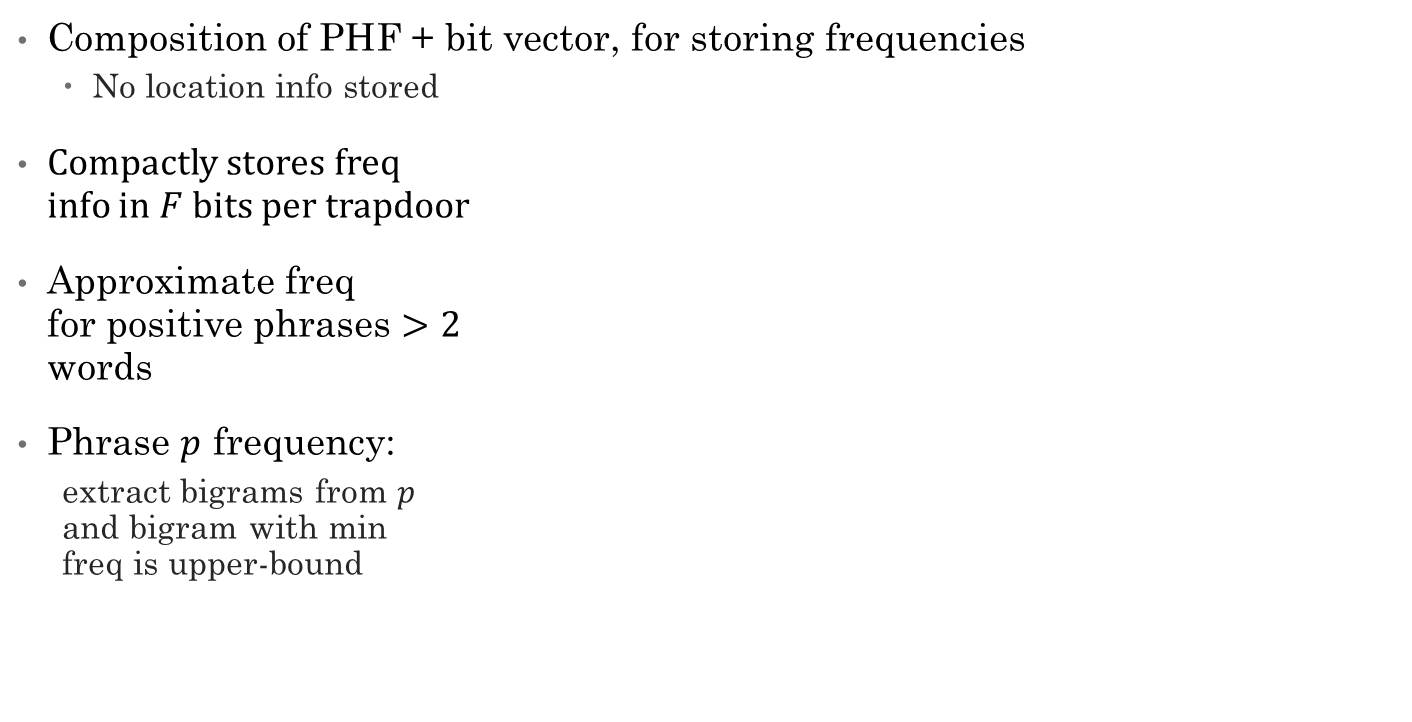 • Composition of PHF + bit vector, for storing frequencies
• No location info stored
• Compactly stores freq
info in F bits per trapdoor
• Approximate freq
for positive phrases > 2
words
• Phrase p frequency:
extract bigrams from p
and bigram with min
freq is upper-bound